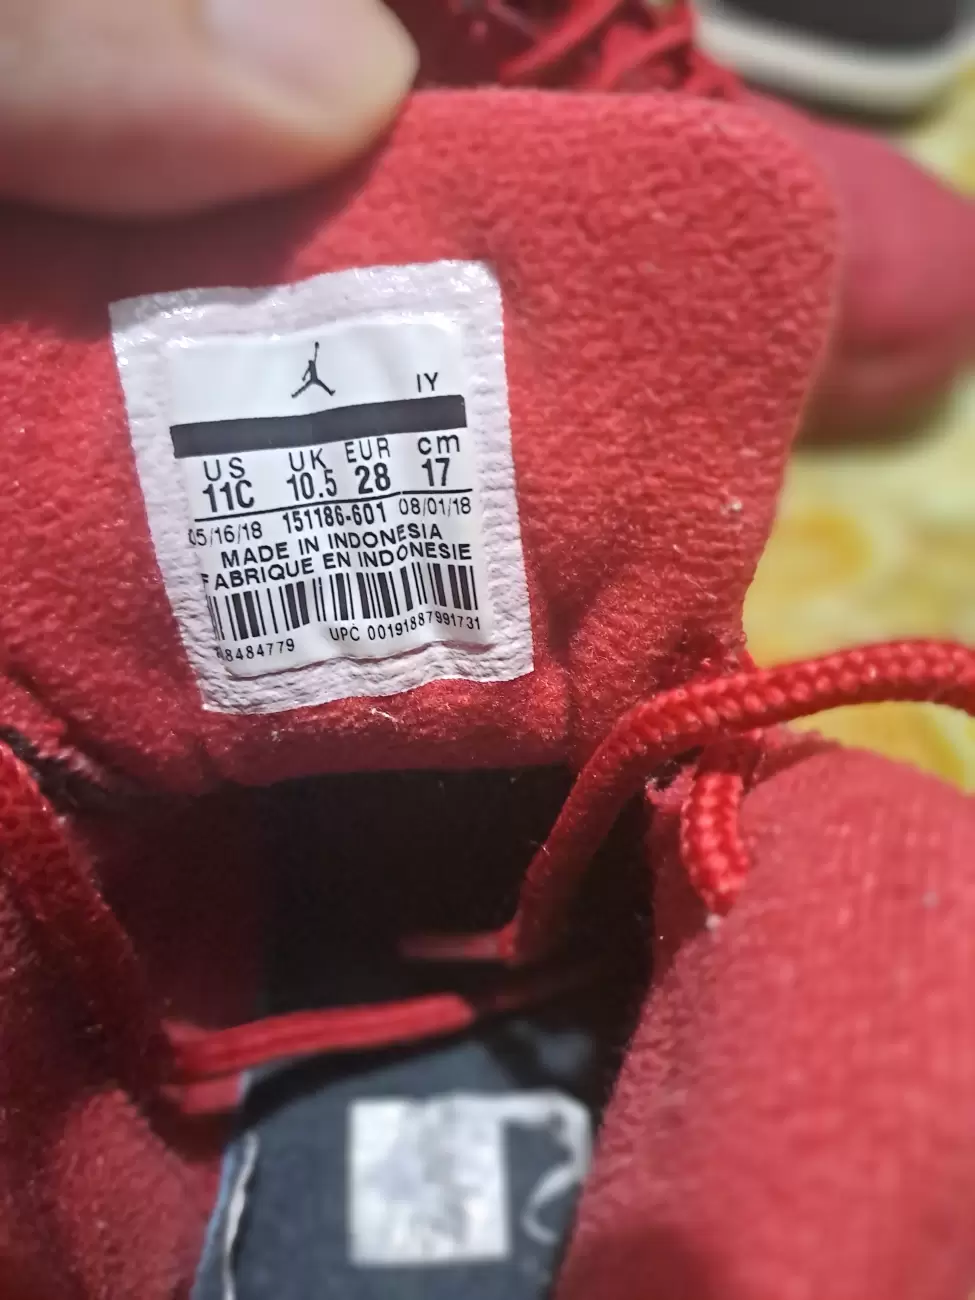 IY
US UK EUR cm
11C 10.5 28 17
05/16/18 151186-601 08/01/18
MADE IN INDONESIA
FABRIQUE EN INDONESIE
8484779 UPC 00191887991731